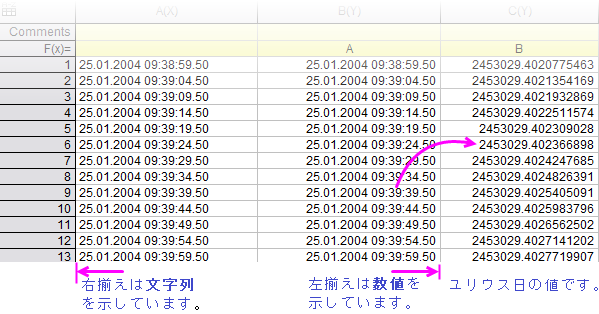 A(X) B(Y) C(Y)
Comments
F(x)= A B
1 25.01.2004 09:38:59.50 25.01.2004 09:38:59.50 2453029.4020775463
2 25.01.2004 09:39:04.50 25.01.2004 09:39:04.50 2453029.4021354169
3 25.01.2004 09:39:09.50 25.01.2004 09:39:09.50 2453029.4021932869
4 25.01.2004 09:39:14.50 25.01.2004 09:39:14.50 2453029.4022511574
5 25.01.2004 09:39:19.50 25.01.2004 09:39:19.50 2453029.402309028
6 25.01.2004 09:39:24.50 25.01.2004 09:39:24.50 2453029.402366898
7 25.01.2004 09:39:29.50 25.01.2004 09:39:29.50 2453029.4024247685
8 25.01.2004 09:39:34.50 25.01.2004 09:39:34.50 2453029.4024826391
9 25.01.2004 09:39:39.50 25.01.2004 09:39:39.50 2453029.4025405091
10 25.01.2004 09:39:44.50 25.01.2004 09:39:44.50 2453029.4025983796
11 25.01.2004 09:39:49.50 25.01.2004 09:39:49.50 2453029.4026562502
12 25.01.2004 09:39:54.50 25.01.2004 09:39:54.50 2453029.4027141202
13 25.01.2004 09:39:59.50 25.01.2004 09:39:59.50 2453029.4027719907
右揃えは文字列
を示しています。
左揃えは数値を
示しています。
ユリウス日の値です。